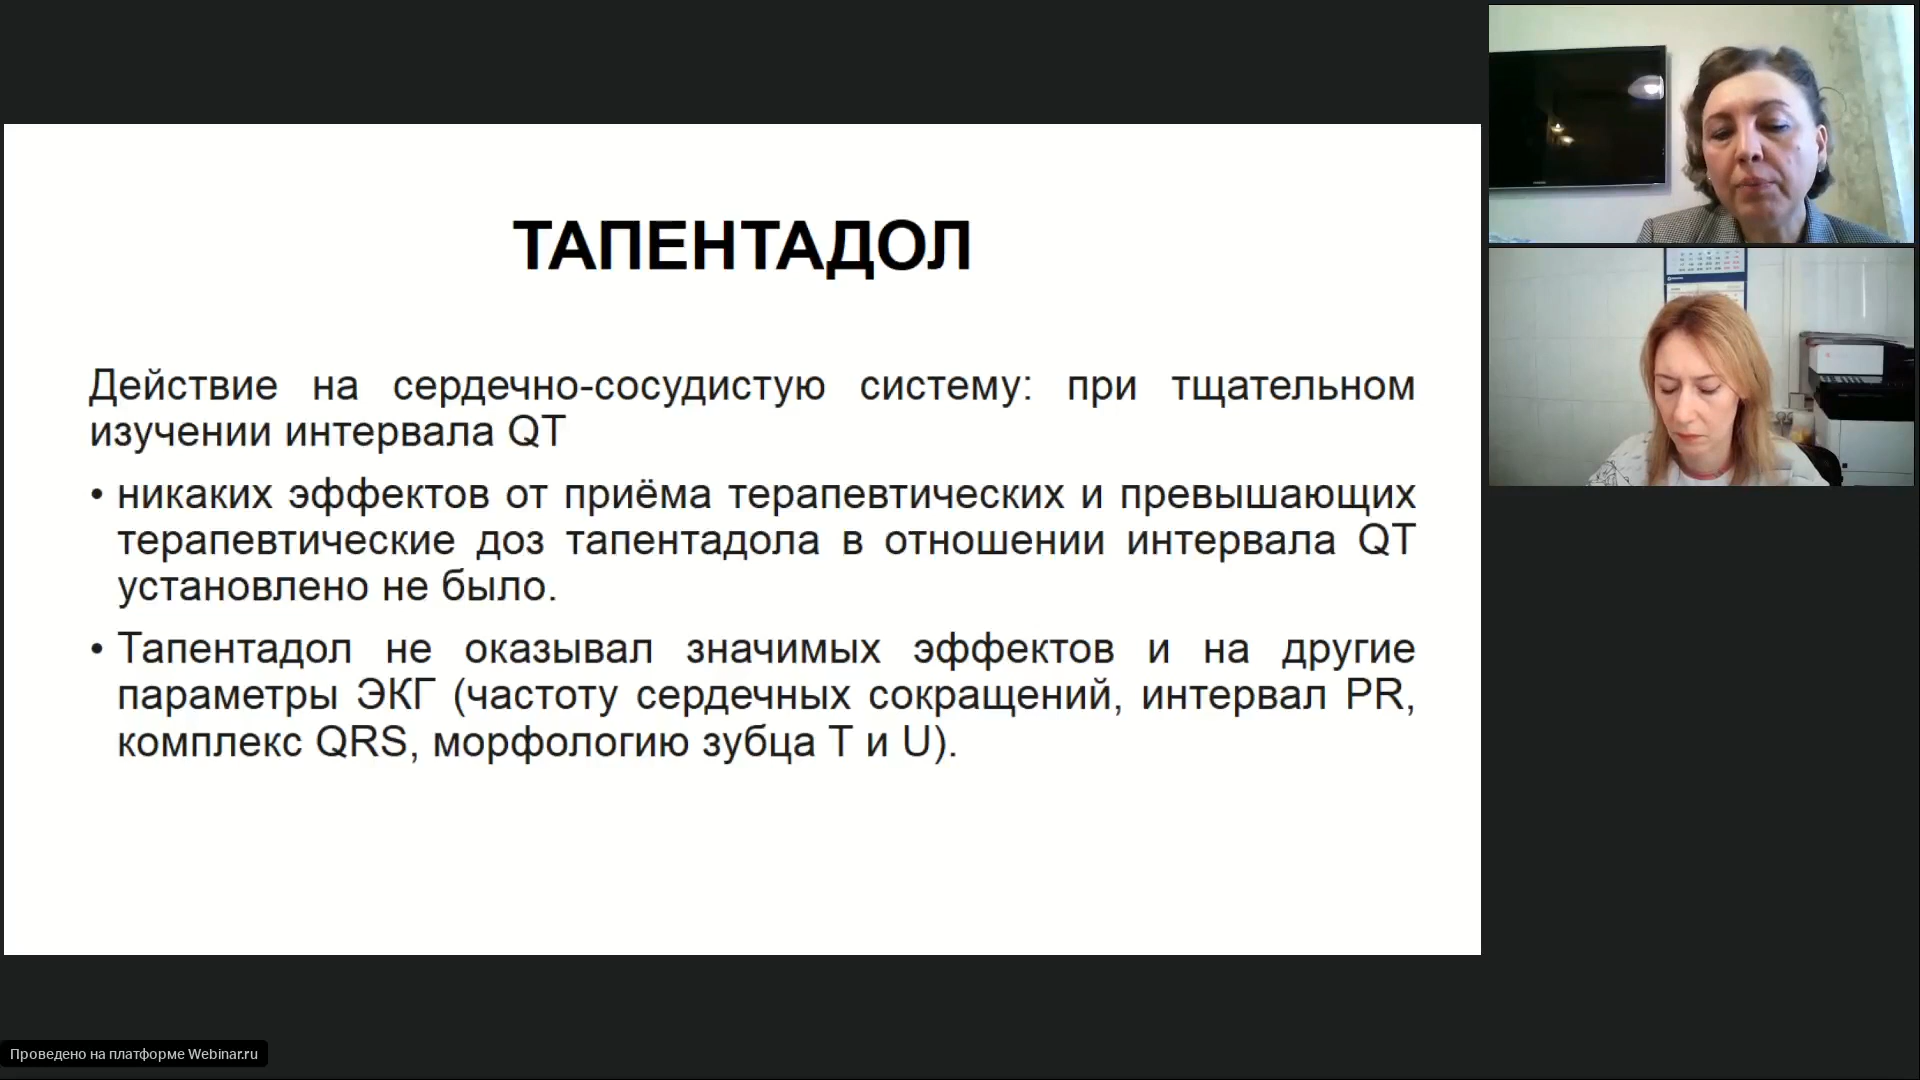 ТАПЕНТАДОЛ
Действие на сердечно-сосудистую систему: при тщательном
изучении интервала QT
• никаких эффектов от приёма терапевтических и превышающих
терапевтические доз тапентадола в отношении интервала QT
установлено не было.
• Тапентадол не оказывал значимых эффектов и на другие
параметры ЭКГ (частоту сердечных сокращений, интервал PR,
комплекс QRS, морфологию зубца T и U).
Проведено на платформе Webinar.ru